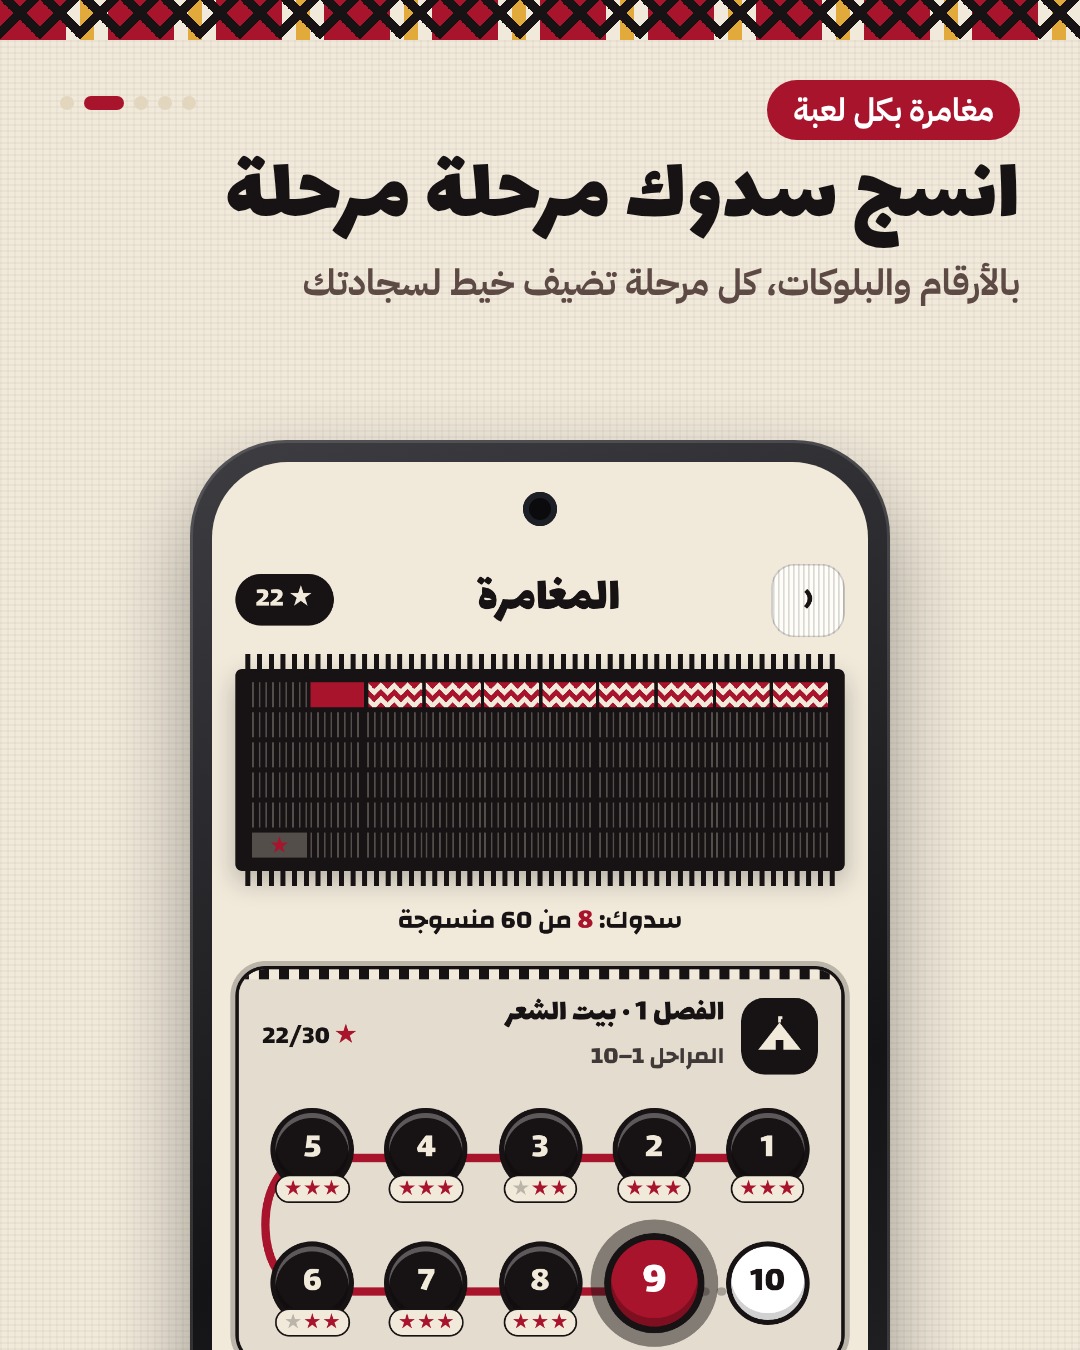 مغامرة بكل لعبة
انسج سدوك مرحلة مرحلة
بالأرقام والبلوكات، كل مرحلة تضيف خيط لسجادتك
المغامرة
★ 22
سدوك: 8 من 60 منسوجة
الفصل 1 · بيت الشعر
المراحل 1–10
★ 22/30
1 2 3 4 5
10 9 8 7 6